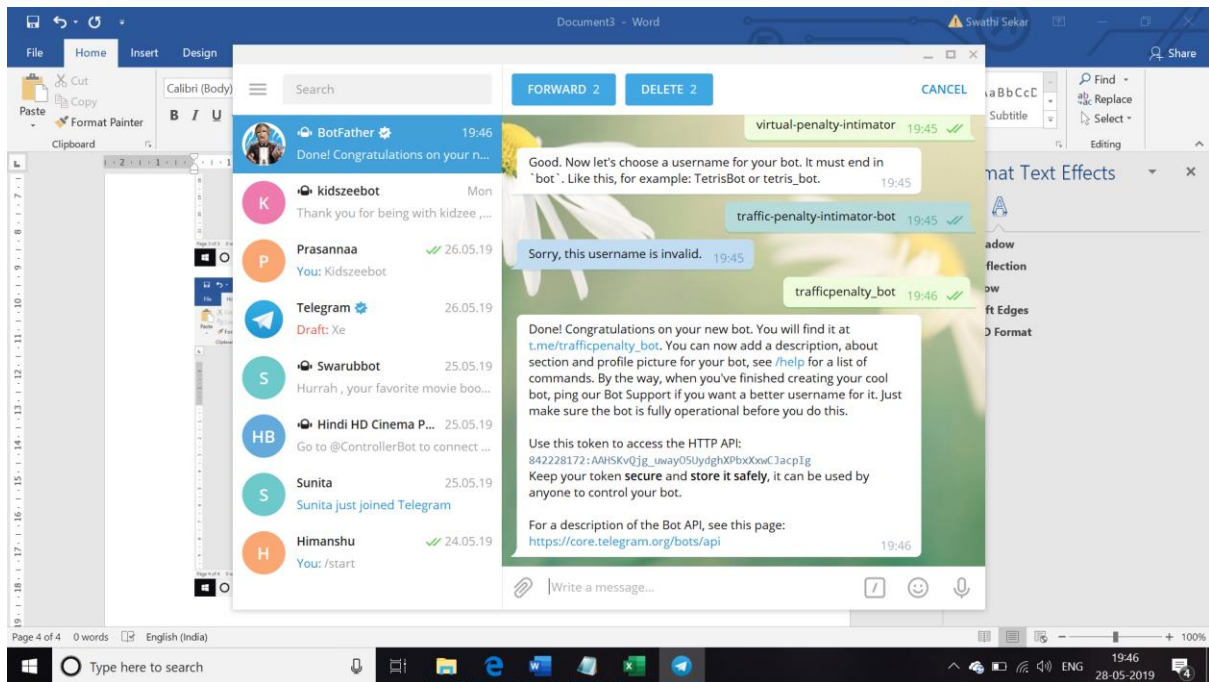 Document3 - Word
Swathi Sekar
File Home Insert Design
Share
Cut
Copy
Paste
Format Painter
Clipboard
Calibri (Body)
B I U
Subtitle
Find
Replace
Select
Editing
Search
FORWARD 2
DELETE 2
CANCEL
BotFather 19:46
Done! Congratulations on your n...
K
kidszeebot Mon
Thank you for being with kidzee ,...
P
Prasannaa 26.05.19
You: Kidszeebot
Telegram 26.05.19
Draft: Xe
S
Swarubbot 25.05.19
Hurrah , your favorite movie boo...
HB
Hindi HD Cinema P... 25.05.19
Go to @ControllerBot to connect ...
S
Sunita 25.05.19
Sunita just joined Telegram
H
Himanshu 24.05.19
You: /start
virtual-penalty-intimator 19:45
Good. Now let's choose a username for your bot. It must end in
`bot`. Like this, for example: TetrisBot or tetris_bot.
19:45
traffic-penalty-intimator-bot 19:45
Sorry, this username is invalid. 19:45
trafficpenalty_bot 19:46
Done! Congratulations on your new bot. You will find it at
t.me/trafficpenalty_bot. You can now add a description, about
section and profile picture for your bot, see /help for a list of
commands. By the way, when you've finished creating your cool
bot, ping our Bot Support if you want a better username for it. Just
make sure the bot is fully operational before you do this.
Use this token to access the HTTP API:
842228172:AAHSKvQjg_uwayO5UydghXPbxXxwCJacpIg
Keep your token secure and store it safely, it can be used by
anyone to control your bot.
For a description of the Bot API, see this page:
https://core.telegram.org/bots/api
19:46
Write a message...
mat Text Effects
adow
flection
ow
ft Edges
D Format
Page 4 of 4 0 words English (India)
100%
Type here to search
ENG
19:46
28-05-2019
4